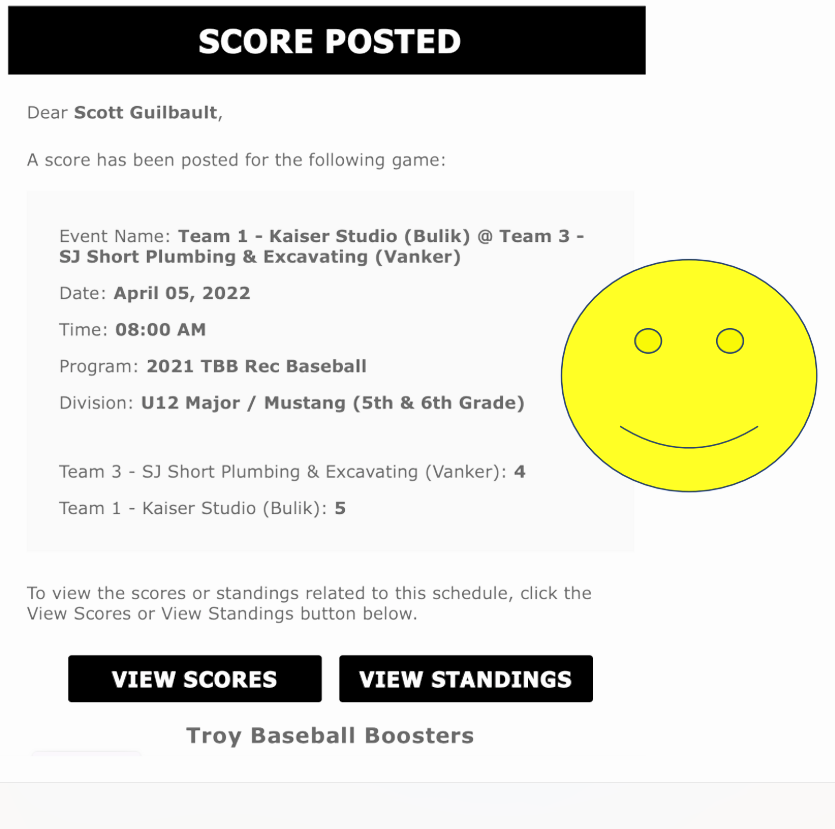 SCORE POSTED
Dear Scott Guilbault,
A score has been posted for the following game:
Event Name: Team 1 - Kaiser Studio (Bulik) @ Team 3 -
SJ Short Plumbing & Excavating (Vanker)
Date: April 05, 2022
Time: 08:00 AM
Program: 2021 TBB Rec Baseball
Division: U12 Major / Mustang (5th & 6th Grade)
Team 3 - SJ Short Plumbing & Excavating (Vanker): 4
Team 1 - Kaiser Studio (Bulik): 5
To view the scores or standings related to this schedule, click the
View Scores or View Standings button below.
VIEW SCORES VIEW STANDINGS
Troy Baseball Boosters